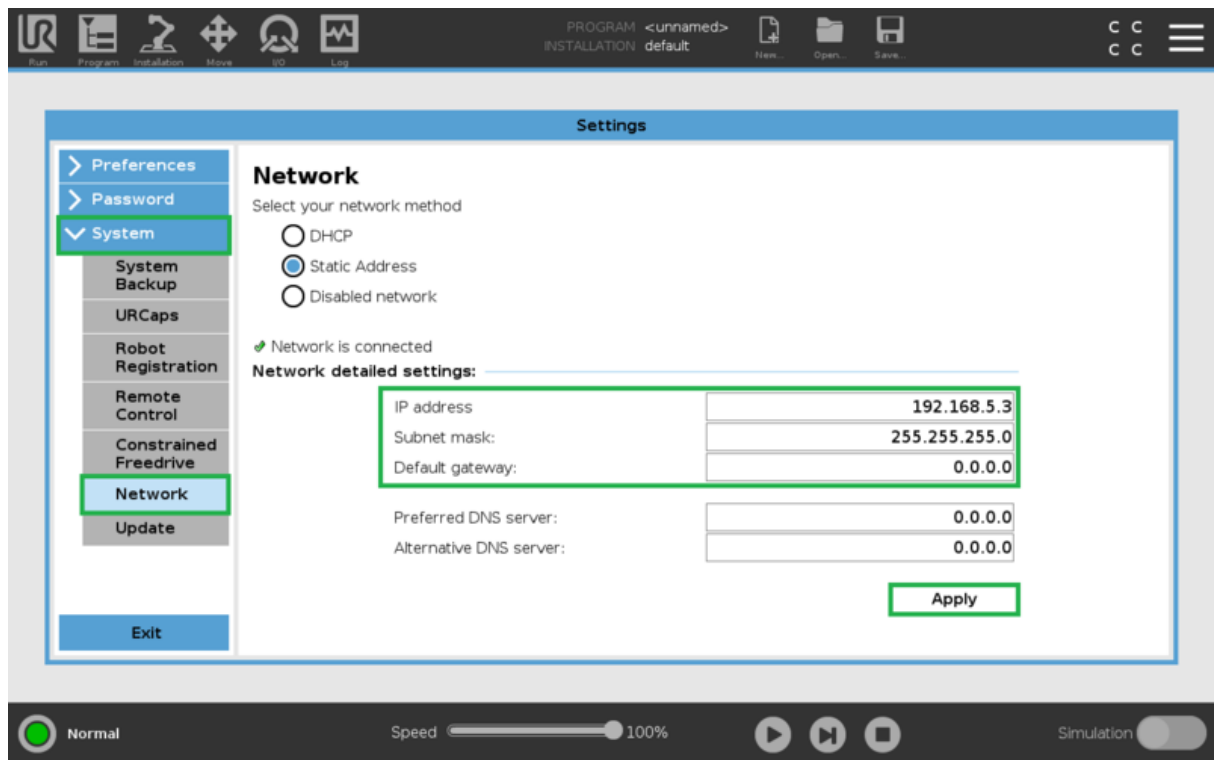 UR
PROGRAM <unnamed>
INSTALLATION default
C C
C C
Run
Program
Installation
Move
I/O
Log
New...
Open...
Save...
Settings
Preferences
Password
System
System
Backup
URCaps
Robot
Registration
Remote
Control
Constrained
Freedrive
Network
Update
Exit
Network
Select your network method
DHCP
Static Address
Disabled network
Network is connected
Network detailed settings:
IP address 192.168.5.3
Subnet mask: 255.255.255.0
Default gateway: 0.0.0.0
Preferred DNS server: 0.0.0.0
Alternative DNS server: 0.0.0.0
Apply
Normal
Speed 100%
Simulation